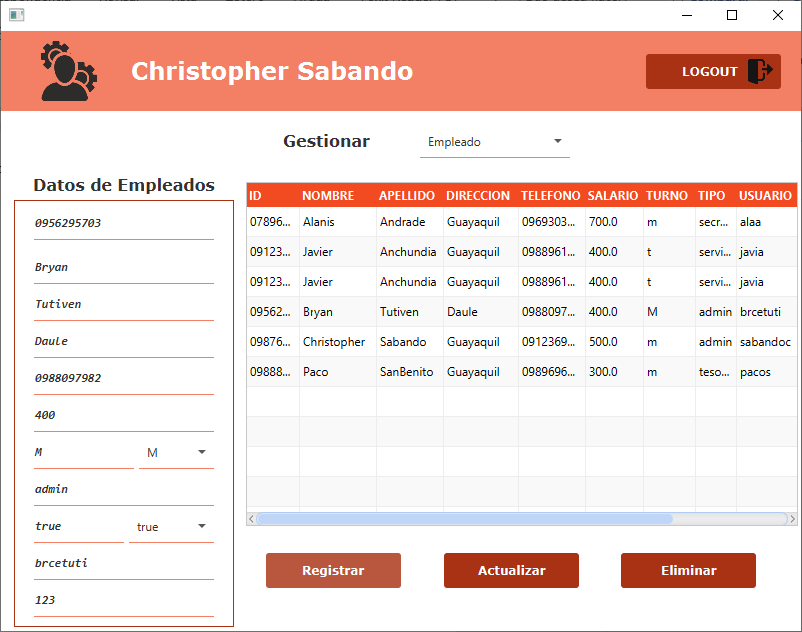 Christopher Sabando
LOGOUT
Gestionar Empleado
Datos de Empleados
0956295703
Bryan
Tutiven
Daule
0988097982
400
M M
admin
true true
brcetuti
123
ID NOMBRE APELLIDO DIRECCION TELEFONO SALARIO TURNO TIPO USUARIO
07896... Alanis Andrade Guayaquil 0969303... 700.0 m secr... alaa
09123... Javier Anchundia Guayaquil 0988961... 400.0 t servi... javia
09123... Javier Anchundia Guayaquil 0988961... 400.0 t servi... javia
09562... Bryan Tutiven Daule 0988097... 400.0 M admin brcetuti
09876... Christopher Sabando Guayaquil 0912369... 500.0 m admin sabandoc
09888... Paco SanBenito Guayaquil 0989696... 300.0 m teso... pacos
Registrar Actualizar Eliminar